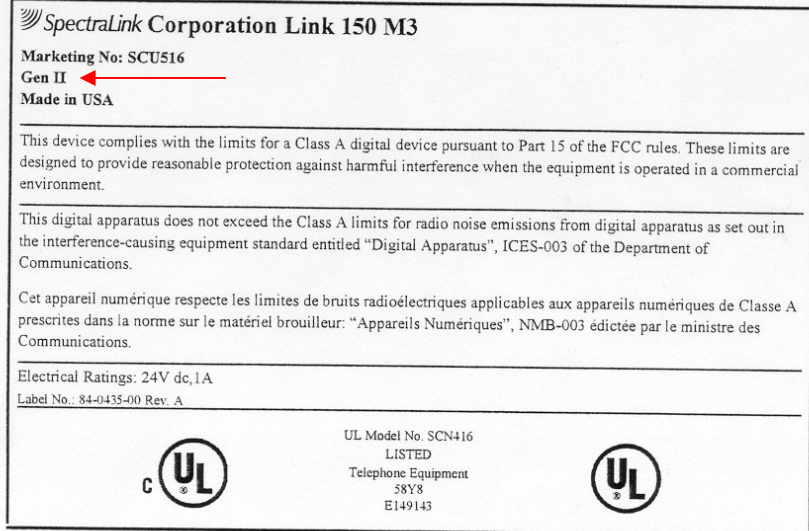 SpectraLink Corporation Link 150 M3
Marketing No: SCU516
Gen II
Made in USA
This device complies with the limits for a Class A digital device pursuant to Part 15 of the FCC rules. These limits are
designed to provide reasonable protection against harmful interference when the equipment is operated in a commercial
environment.
This digital apparatus does not exceed the Class A limits for radio noise emissions from digital apparatus as set out in
the interference-causing equipment standard entitled “Digital Apparatus”, ICES-003 of the Department of
Communications.
Cet appareil numérique respecte les limites de bruits radioélectriques applicables aux appareils numériques de Classe A
prescrites dans la norme sur le matériel brouilleur: “Appareils Numériques”, NMB-003 édictée par le ministre des
Communications.
Electrical Ratings: 24V dc,1A
Label No.: 84-0435-00 Rev. A
UL Model No. SCN416
LISTED
Telephone Equipment
58Y8
E149143
C UL ®
UL ®